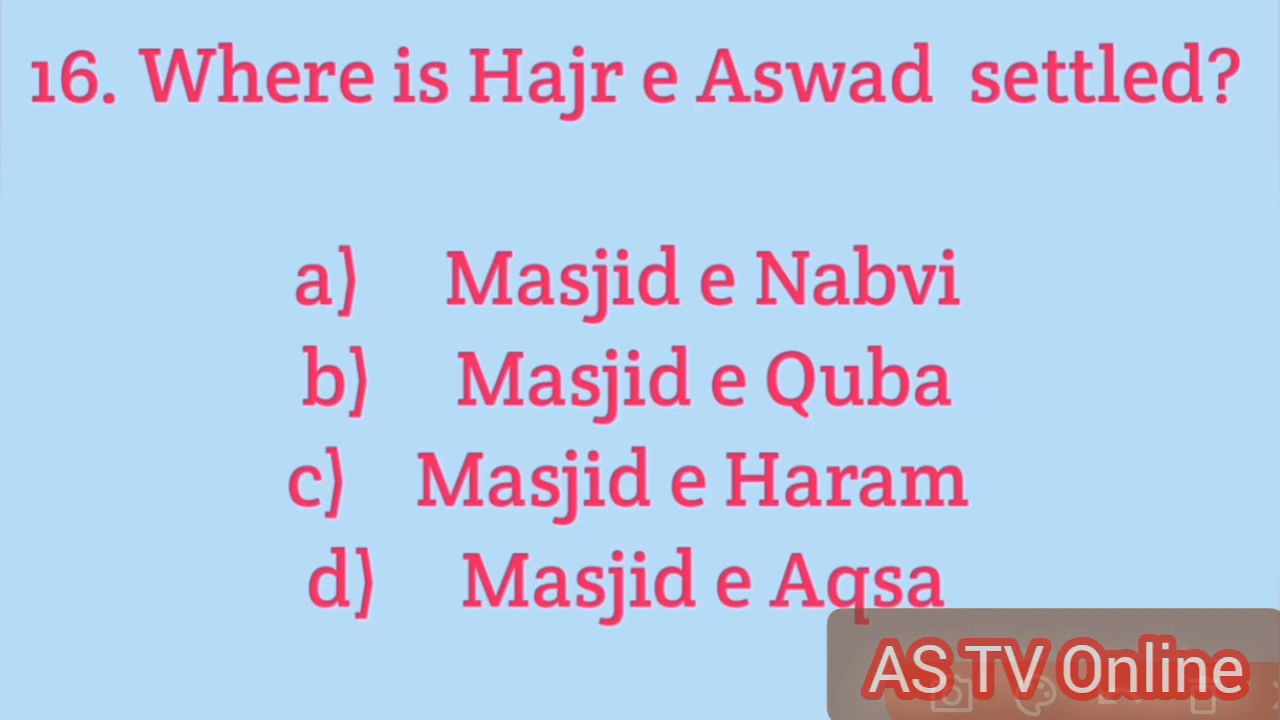 16. Where is Hajr e Aswad settled?
a) Masjid e Nabvi
b) Masjid e Quba
c) Masjid e Haram
d) Masjid e Aqsa
AS TV Online